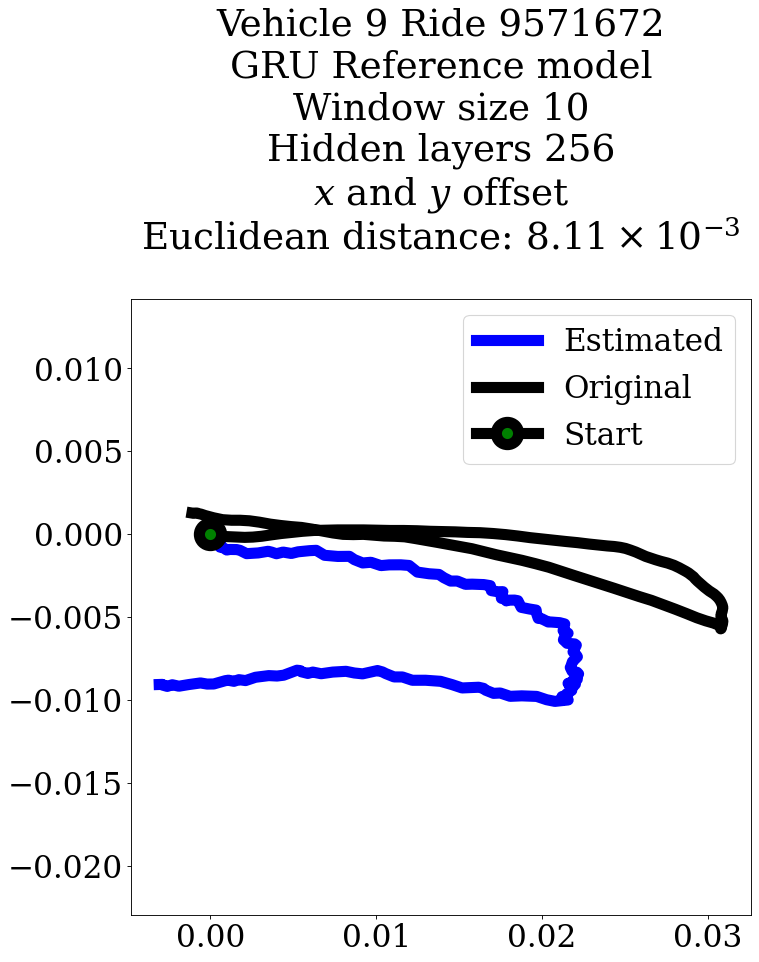 Vehicle 9 Ride 9571672
GRU Reference model
Window size 10
Hidden layers 256
x and y offset
Euclidean distance: 8.11 × 10⁻³
Estimated
Original
Start
0.010
0.005
0.000
−0.005
−0.010
−0.015
−0.020
0.00 0.01 0.02 0.03